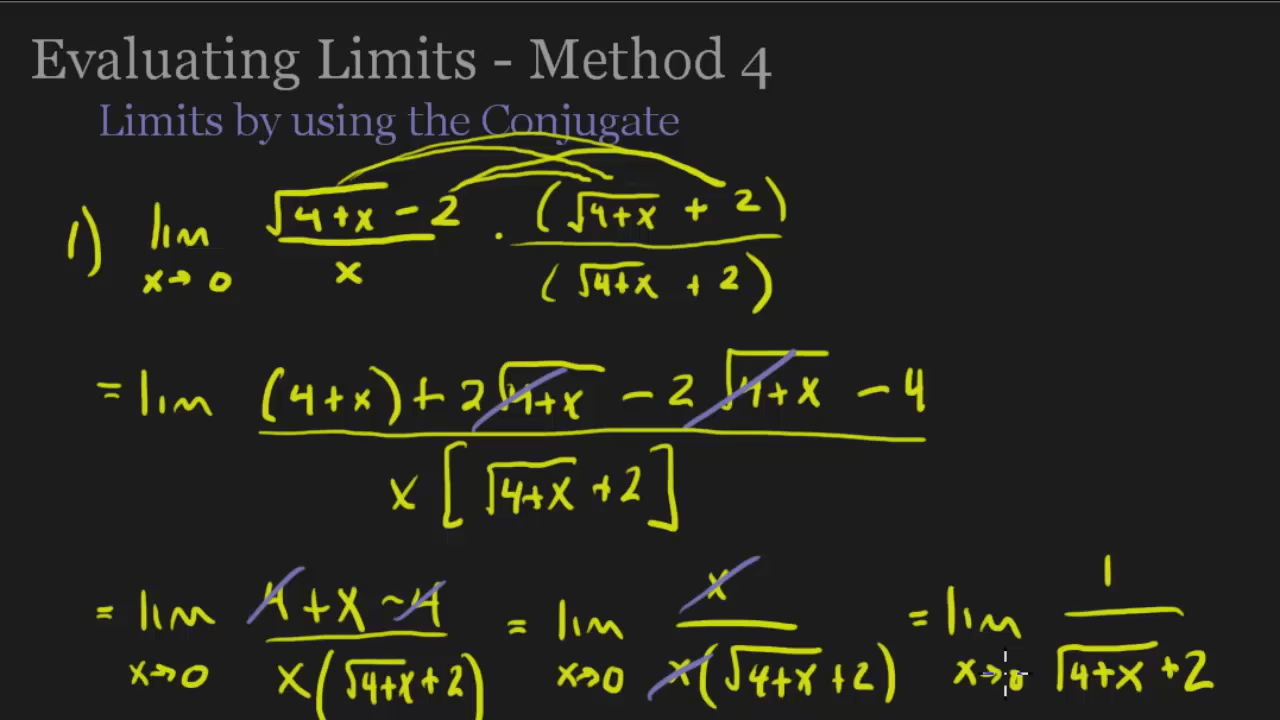 Evaluating Limits - Method 4
Limits by using the Conjugate
1) lim x→0 (√(4+x) - 2)/x · (√(4+x) + 2)/(√(4+x) + 2)
= lim ((4+x) + 2√(4+x) - 2√(4+x) - 4)/(x[√(4+x) + 2])
= lim x→0 (4+x-4)/(x(√(4+x)+2)) = lim x→0 x/(x(√(4+x)+2)) = lim x→0 1/(√(4+x)+2)